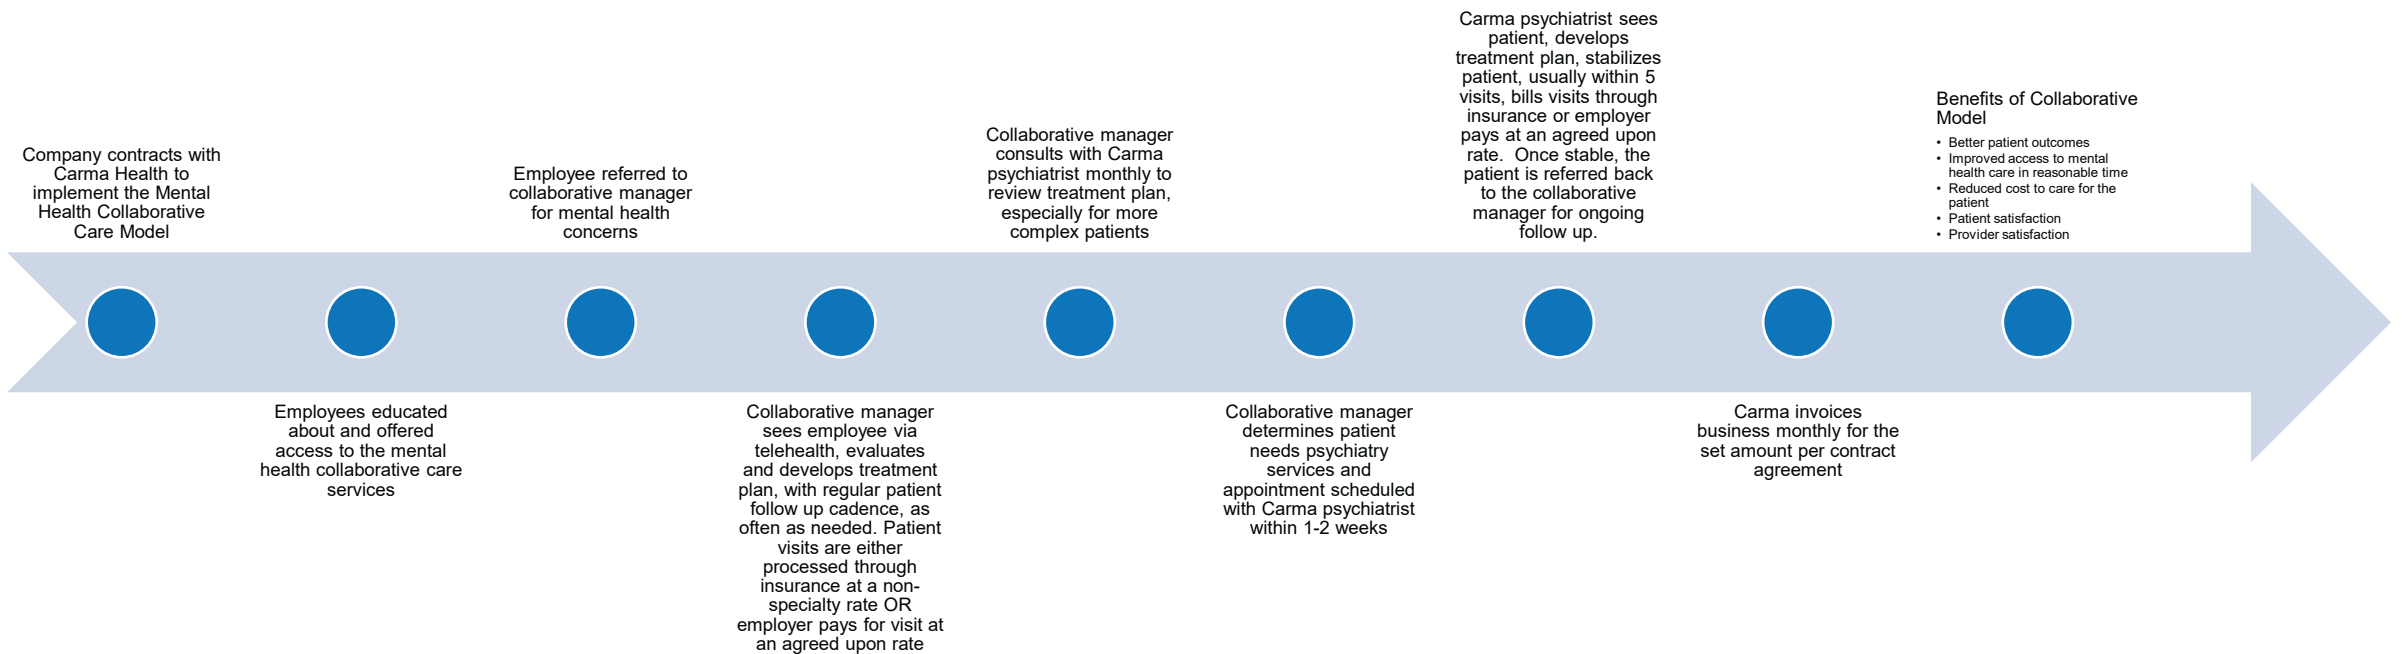 Company contracts with
Carma Health to
implement the Mental
Health Collaborative
Care Model
Employees educated
about and offered
access to the mental
health collaborative care
services
Employee referred to
collaborative manager
for mental health
concerns
Collaborative manager
sees employee via
telehealth, evaluates
and develops treatment
plan, with regular patient
follow up cadence, as
often as needed. Patient
visits are either
processed through
insurance at a non-
specialty rate OR
employer pays for visit at
an agreed upon rate
Collaborative manager
consults with Carma
psychiatrist monthly to
review treatment plan,
especially for more
complex patients
Collaborative manager
determines patient
needs psychiatry
services and
appointment scheduled
with Carma psychiatrist
within 1-2 weeks
Carma psychiatrist sees
patient, develops
treatment plan, stabilizes
patient, usually within 5
visits, bills visits through
insurance or employer
pays at an agreed upon
rate.  Once stable, the
patient is referred back
to the collaborative
manager for ongoing
follow up.
Carma invoices
business monthly for the
set amount per contract
agreement
Benefits of Collaborative
Model
• Better patient outcomes
• Improved access to mental
health care in reasonable time
• Reduced cost to care for the
patient
• Patient satisfaction
• Provider satisfaction